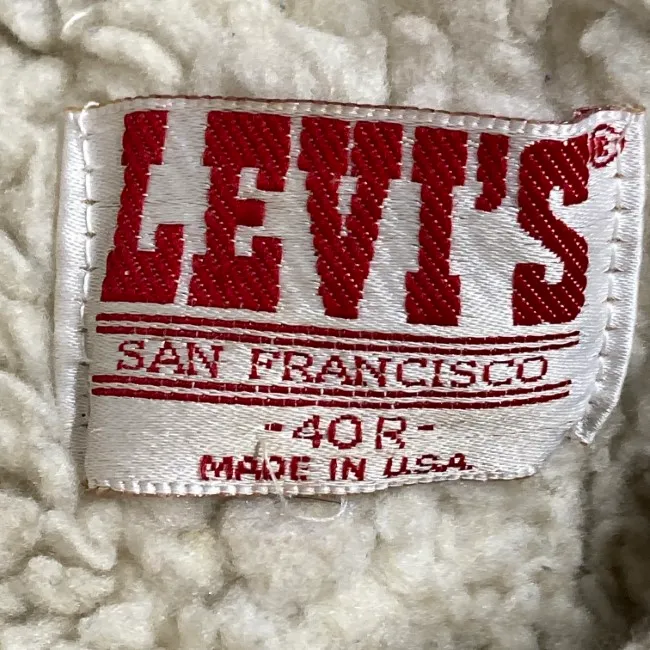 LEVI'S®
SAN FRANCISCO
-40R-
MADE IN U.S.A.